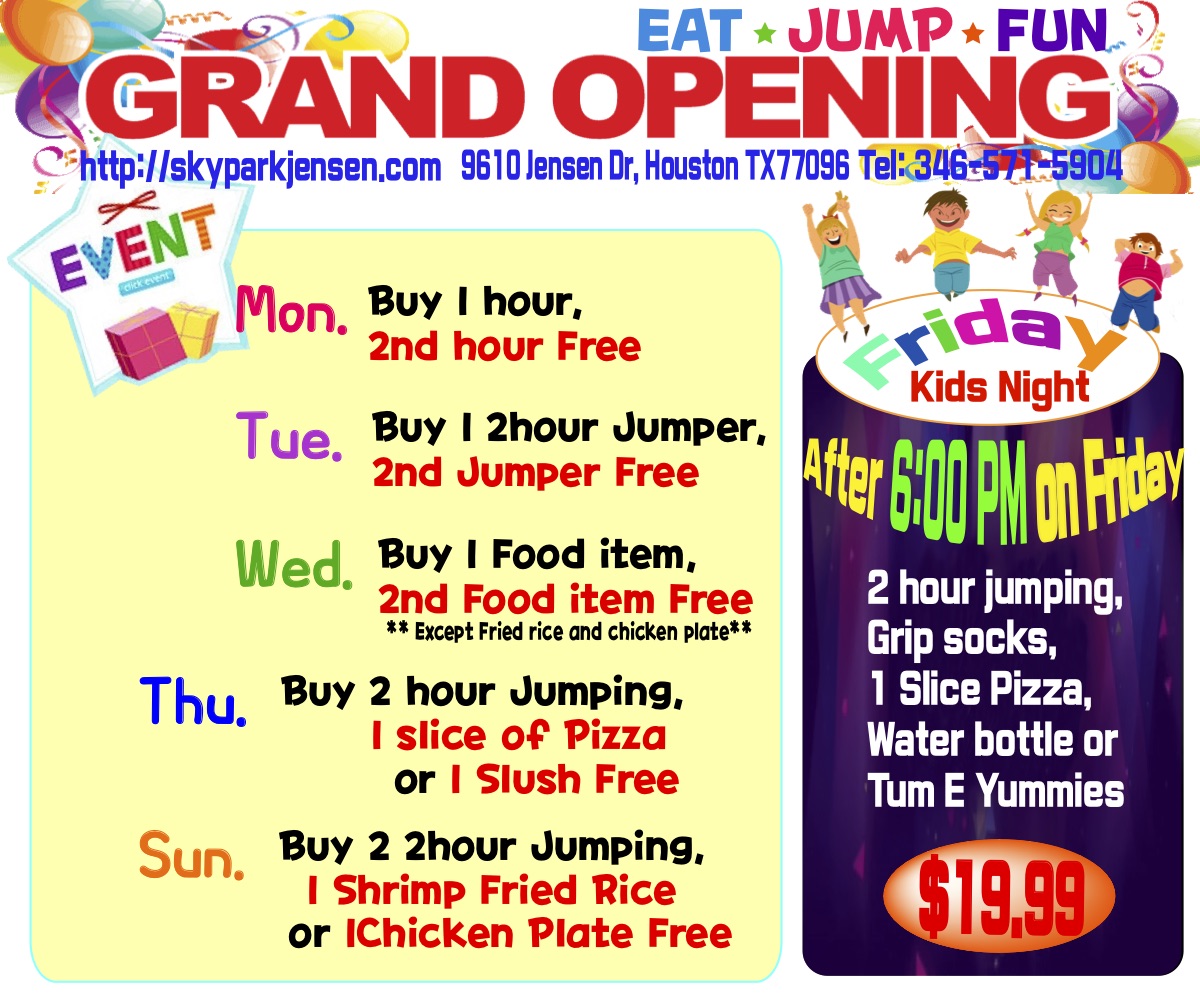 EAT ★ JUMP ★ FUN
GRAND OPENING
http://skyparkjensen.com 9610 Jensen Dr, Houston TX77096 Tel: 346-571-5904
EVENT
click event
Mon. Buy 1 hour,
2nd hour Free
Tue. Buy 1 2hour Jumper,
2nd Jumper Free
Wed. Buy 1 Food item,
2nd Food item Free
** Except Fried rice and chicken plate**
Thu. Buy 2 hour Jumping,
1 slice of Pizza
or 1 Slush Free
Sun. Buy 2 2hour Jumping,
1 Shrimp Fried Rice
or 1Chicken Plate Free
Friday
Kids Night
After 6:00 PM on Friday
2 hour jumping,
Grip socks,
1 Slice Pizza,
Water bottle or
Tum E Yummies
$19.99